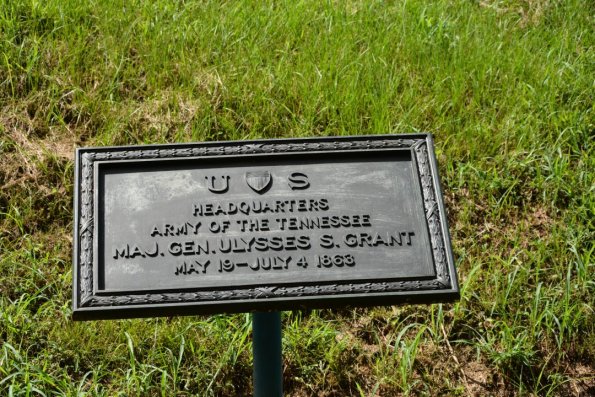 U S
HEADQUARTERS
ARMY OF THE TENNESSEE
MAJ. GEN. ULYSSES S. GRANT
MAY 19–JULY 4 1863